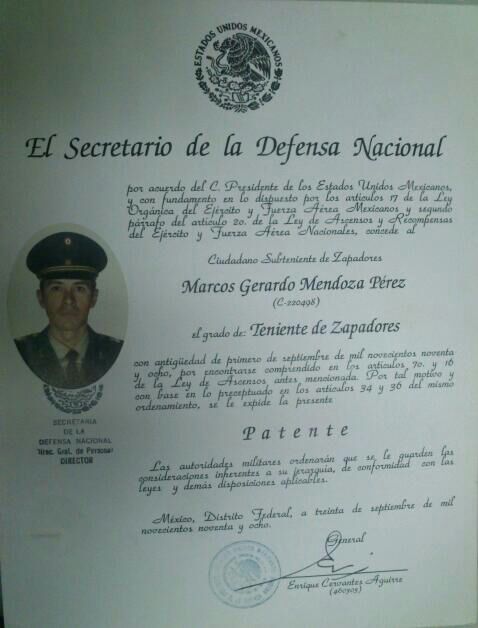 ESTADOS UNIDOS MEXICANOS
El Secretario de la Defensa Nacional
por acuerdo del C. Presidente de los Estados Unidos Mexicanos,
y con fundamento en lo dispuesto por los artículos 17 de la Ley
Orgánica del Ejército y Fuerza Aérea Mexicanos y segundo
párrafo del artículo 2o. de la Ley de Ascensos y Recompensas
del Ejército y Fuerza Aérea Nacionales, concede al
Ciudadano Subteniente de Zapadores
Marcos Gerardo Mendoza Pérez
(C-220498)
el grado de: Teniente de Zapadores
con antigüedad de primero de septiembre de mil novecientos noventa
y ocho, por encontrarse comprendido en los artículos 7o. y 16
de la Ley de Ascensos antes mencionada. Por tal motivo y
con base en lo preceptuado en los artículos 34 y 36 del mismo
ordenamiento, se le expide la presente
Patente
Las autoridades militares ordenarán que se le guarden las
consideraciones inherentes a su jerarquía, de conformidad con las
leyes y demás disposiciones aplicables.
México, Distrito Federal, a treinta de septiembre de mil
novecientos noventa y ocho.
General
Enrique Cervantes Aguirre
(460905)
SECRETARIA
DE LA
DEFENSA NACIONAL
Direc. Gral. de Personal
DIRECTOR